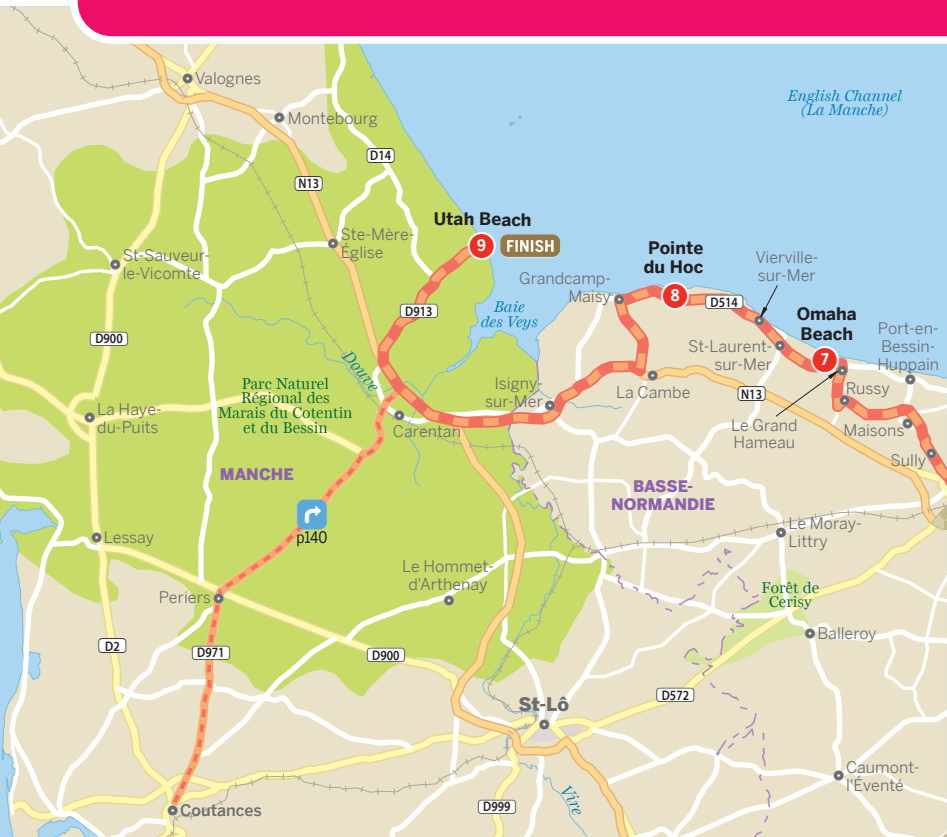 Valognes
English Channel
(La Manche)
Montebourg
D14
N13
Utah Beach
9 FINISH
Ste-Mère-
Église
Pointe
du Hoc
8
Vierville-
sur-Mer
St-Sauveur-
le-Vicomte
Grandcamp-
Maisy
D514
Omaha
Beach
7
D913
Baie
des Veys
Port-en-
Bessin-
Huppain
D900
St-Laurent-
sur-Mer
Douve
Parc Naturel
Régional des
Marais du Cotentin
et du Bessin
Isigny-
sur-Mer
La Cambe
N13
Russy
La Haye-
du-Puits
Carentan
Le Grand
Hameau
Maisons
Sully
MANCHE
BASSE-
NORMANDIE
p140
Lessay
Le Moray-
Littry
Le Hommet-
d'Arthenay
Forêt de
Cerisy
Periers
Balleroy
D2
D971
D900
D572
St-Lô
Caumont-
l'Éventé
Vire
D999
Coutances